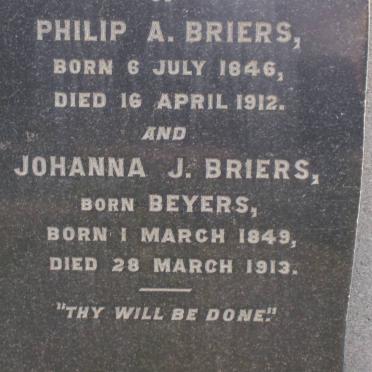 PHILIP A. BRIERS,
BORN 6 JULY 1846,
DIED 16 APRIL 1912.
AND
JOHANNA J. BRIERS,
BORN BEYERS,
BORN 1 MARCH 1849,
DIED 28 MARCH 1913.
"THY WILL BE DONE."